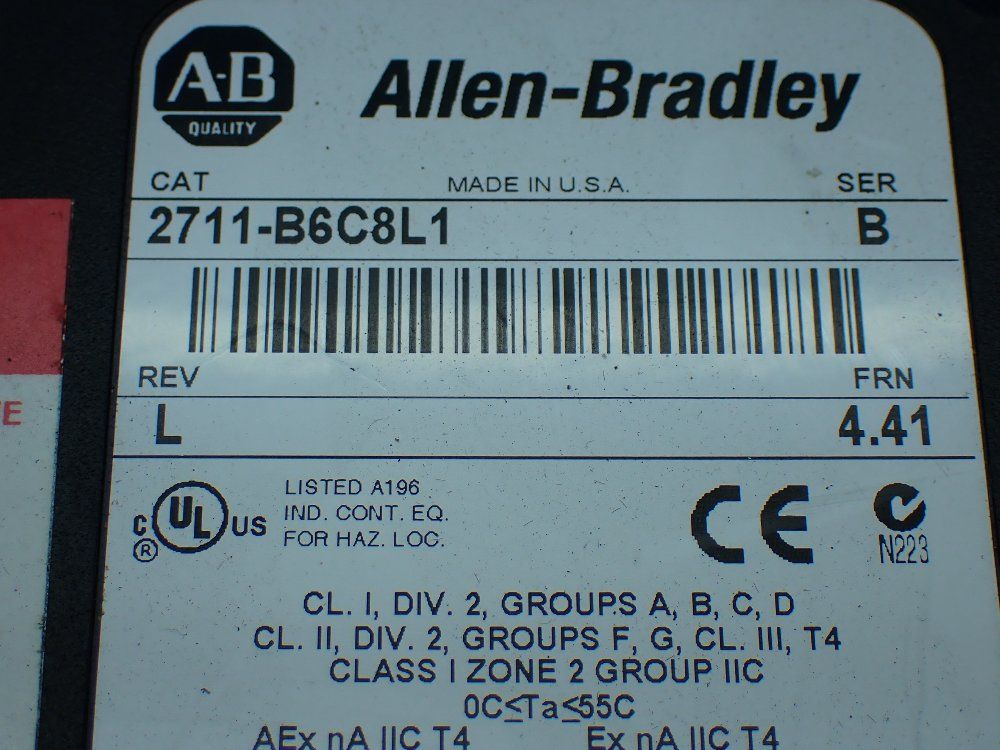 A-B
QUALITY
Allen-Bradley
CAT MADE IN U.S.A. SER
2711-B6C8L1 B
REV FRN
L 4.41
C UL US
®
LISTED A196
IND. CONT. EQ.
FOR HAZ. LOC.
CE
N223
CL. I, DIV. 2, GROUPS A, B, C, D
CL. II, DIV. 2, GROUPS F, G, CL. III, T4
CLASS I ZONE 2 GROUP IIC
0C≤Ta≤55C
AEx nA IIC T4 Ex nA IIC T4